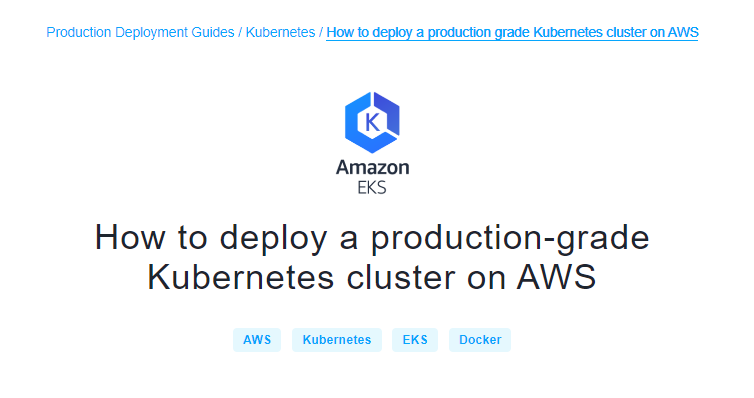 Production Deployment Guides / Kubernetes / How to deploy a production grade Kubernetes cluster on AWS
K
Amazon
EKS
How to deploy a production-grade
Kubernetes cluster on AWS
AWS Kubernetes EKS Docker